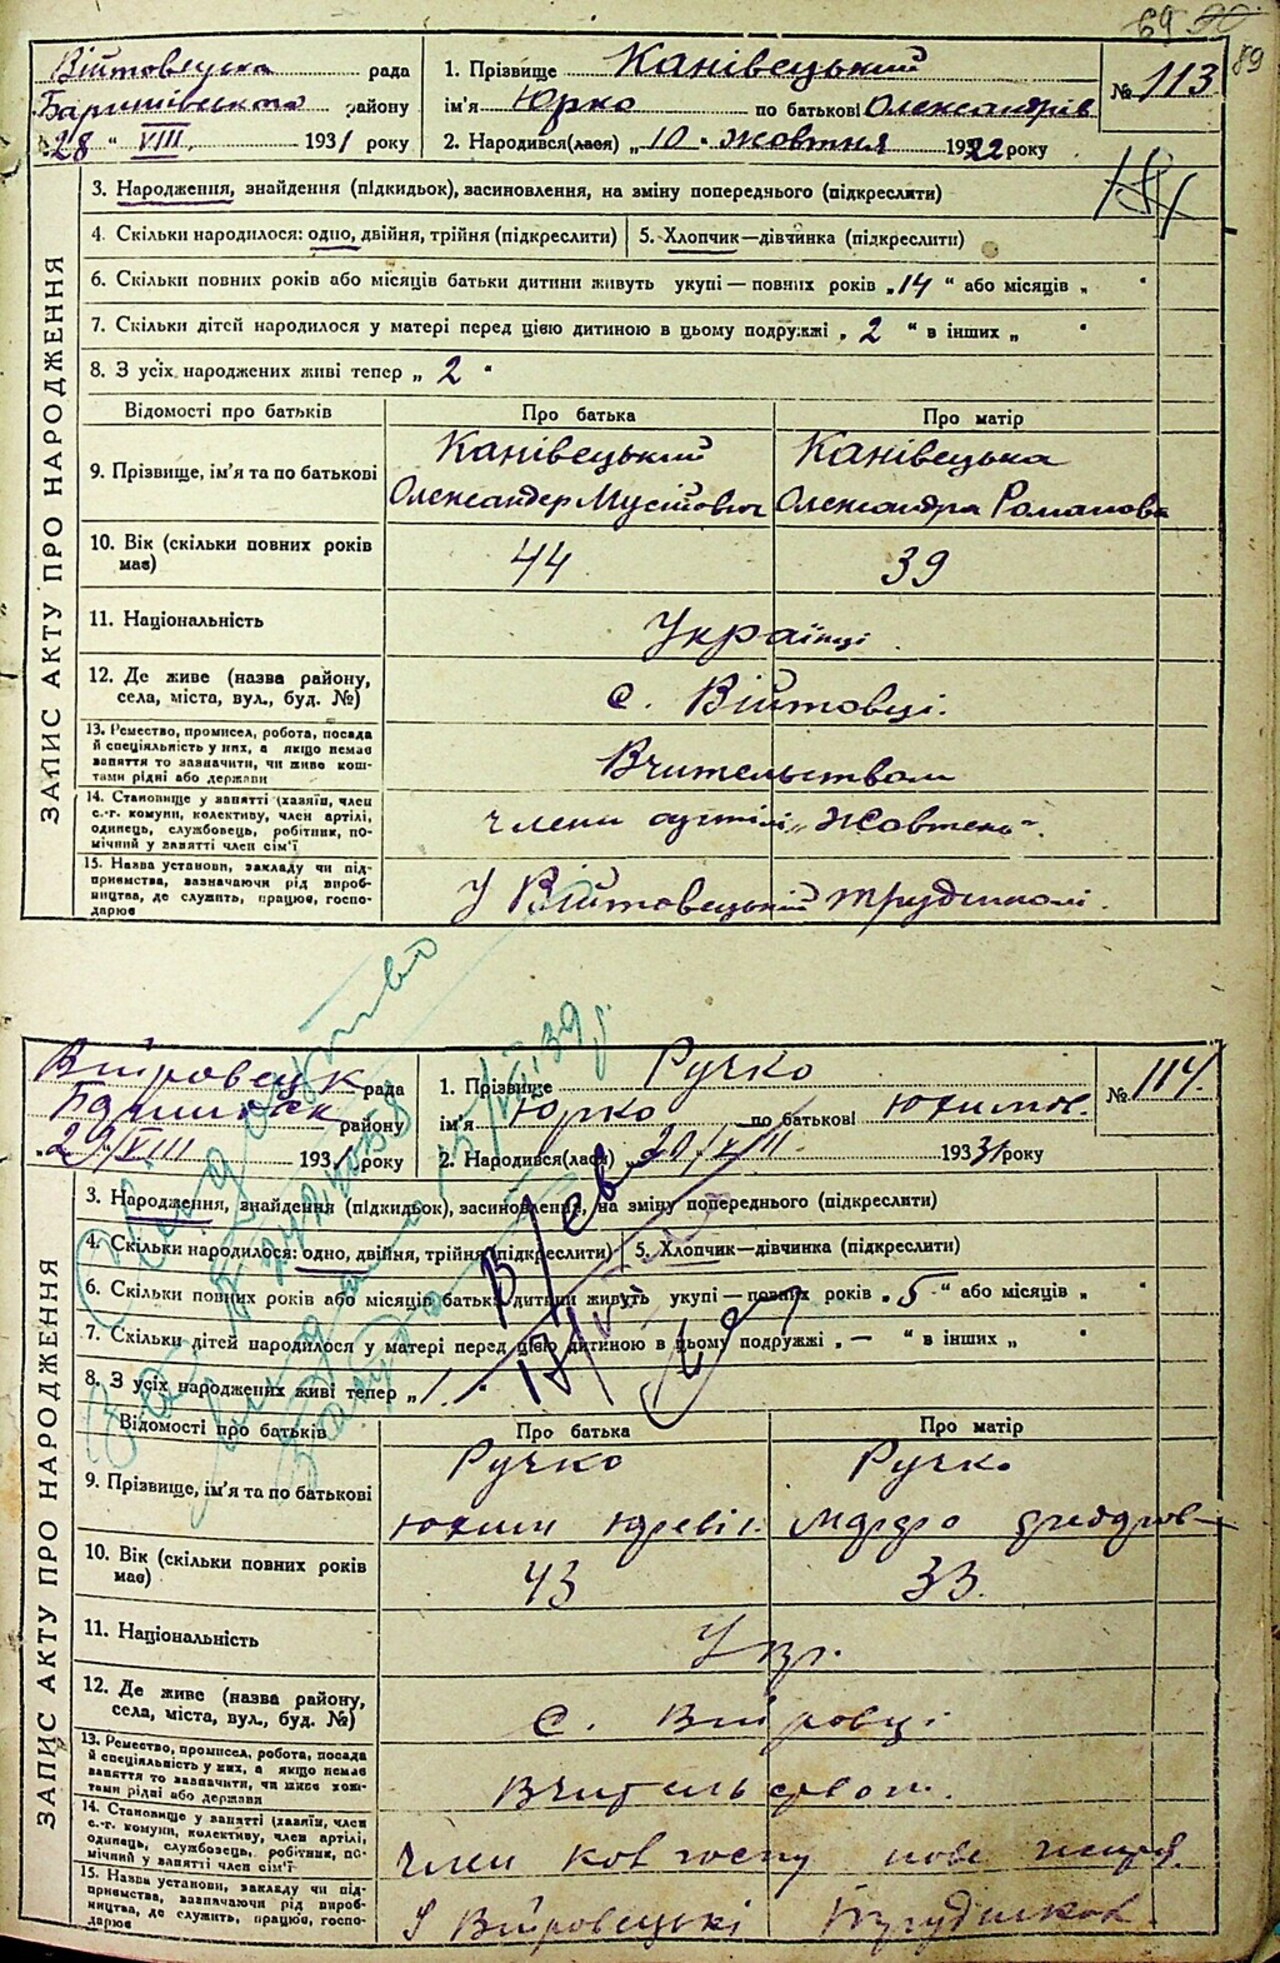 69
89
Війтовецька рада
Баришівського району
"28" VIII 1931 року
1. Прізвище Канівецький
ім'я Юрко по батькові Олександрів
2. Народився(лася) "10" жовтня 1922 року
№ 113
ЗАПИС АКТУ ПРО НАРОДЖЕННЯ
3. Народження, знайдення (підкидьок), засиновлення, на зміну попереднього (підкреслити)
4. Скільки народилося: одно, двійня, трійня (підкреслити) 5. Хлопчик—дівчинка (підкреслити)
6. Скільки повних років або місяців батьки дитини живуть укупі — повних років „14" або місяців „ "
7. Скільки дітей народилося у матері перед цією дитиною в цьому подружжі „2" в інших „ "
8. З усіх народжених живі тепер „2"
Відомості про батьків Про батька Про матір
9. Прізвище, ім'я та по батькові Канівецький Канівецька
Олександер Олександра Романова
10. Вік (скільки повних років має) 44 39
11. Національність Українці
12. Де живе (назва району, села, міста, вул., буд. №) с. Війтовці.
13. Ремество, промисел, робота, посада й спеціяльність у них, а якщо немає заняття то зазначити, чи живе коштами рідні або держави Вчительством
14. Становище у занятті (хазяїн, член с.-г. комуни, колективу, член артілі, одинець, службовець, робітник, помічний у занятті член сім'ї члени артілі „Жовтень".
15. Назва установи, закладу чи підприємства, зазначаючи рід виробництва, де служить, працює, господарює У Війтовецький трудшколі.
рада
району
"29" VIII 1931 року
1. Прізвище Ручко
ім'я Юрко по батькові Юхимов.
2. Народився(лася) 1931 року
№ 114.
ЗАПИС АКТУ ПРО НАРОДЖЕННЯ
3. Народження, знайдення (підкидьок), засиновлення, на зміну попереднього (підкреслити)
4. Скільки народилося: одно, двійня, трійня (підкреслити) 5. Хлопчик—дівчинка (підкреслити)
6. Скільки повних років або місяців батьки дитини живуть укупі — повних років „5" або місяців „ "
7. Скільки дітей народилося у матері перед цією дитиною в цьому подружжі „—" в інших „ "
8. З усіх народжених живі тепер „1"
Відомості про батьків Про батька Про матір
9. Прізвище, ім'я та по батькові Ручко Ручко
Юхим
10. Вік (скільки повних років має) 43 33.
11. Національність Укр.
12. Де живе (назва району, села, міста, вул., буд. №) с. Війтовці
13. Ремество, промисел, робота, посада й спеціяльність у них, а якщо немає заняття то зазначити, чи живе коштами рідні або держави Вчительством.
14. Становище у занятті (хазяїн, член с.-г. комуни, колективу, член артілі, одинець, службовець, робітник, помічний у занятті член сім'ї Член
15. Назва установи, закладу чи підприємства, зазначаючи рід виробництва, де служить, працює, господарює У